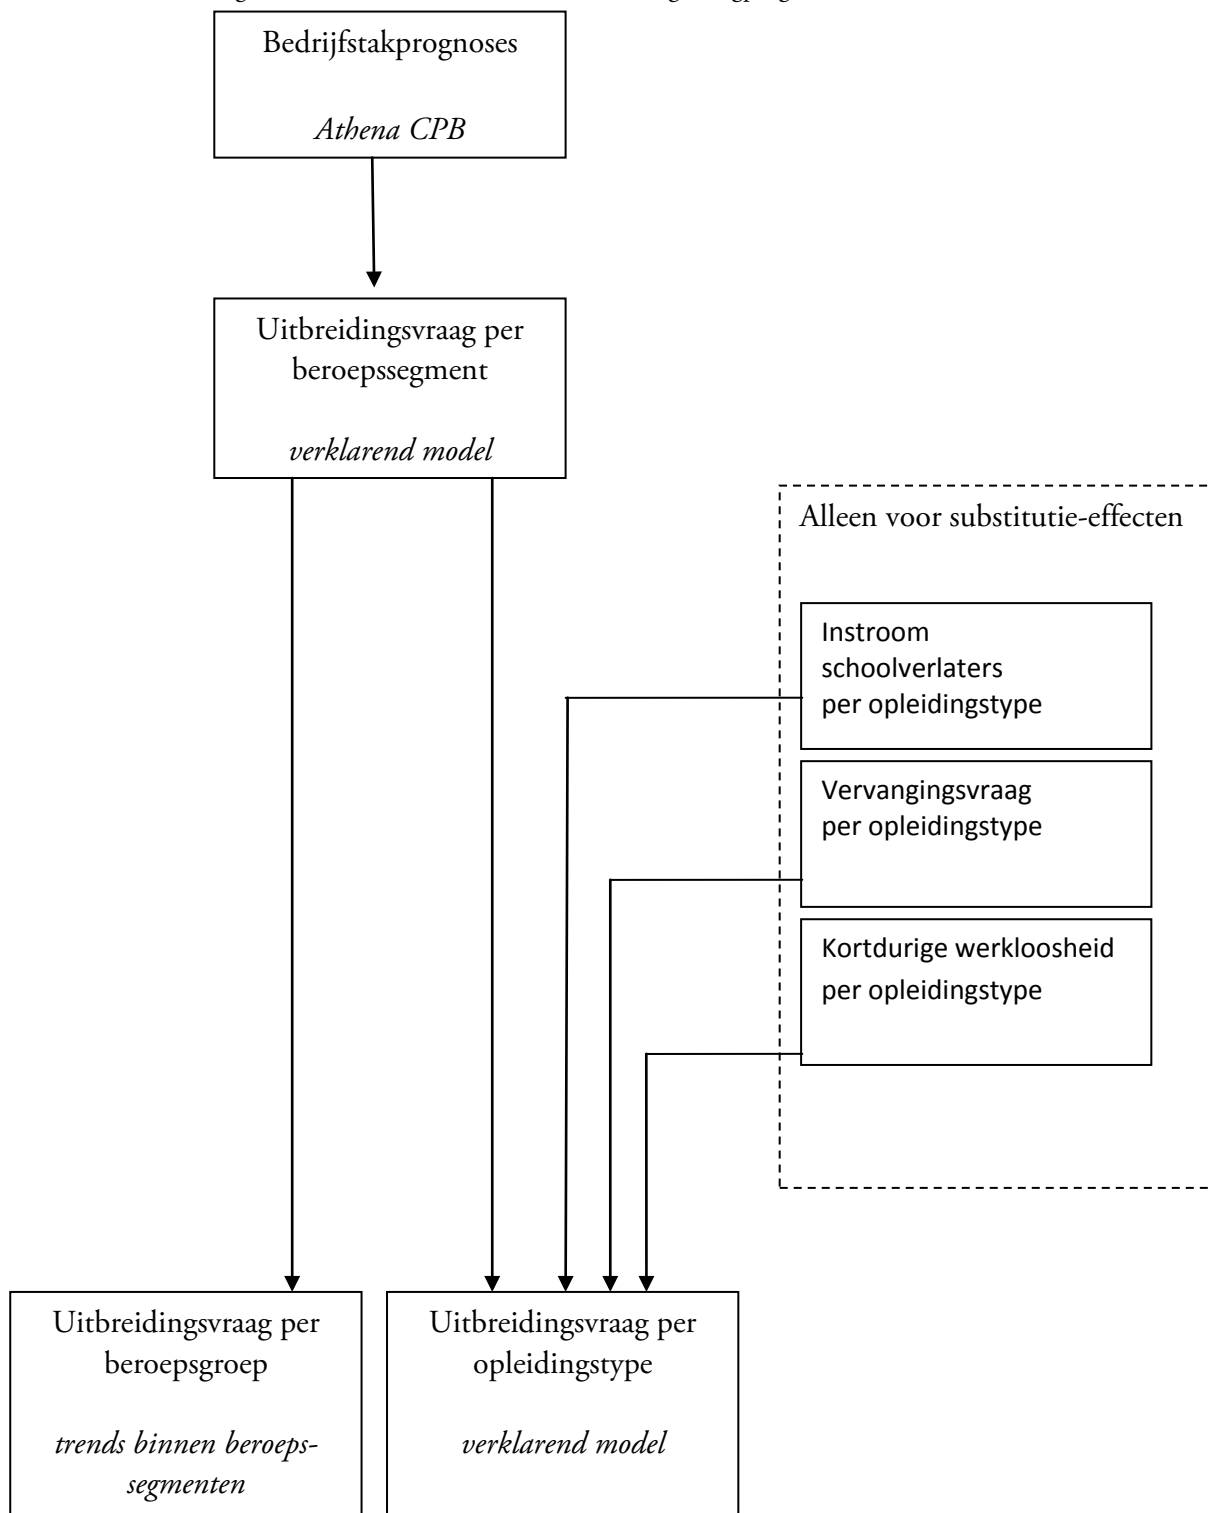 Bedrijfstakprognoses
Athena CPB
Uitbreidingsvraag per
beroepssegment
verklarend model
Alleen voor substitutie-effecten
Instroom
schoolverlaters
per opleidingstype
Vervangingsvraag
per opleidingstype
Kortdurige werkloosheid
per opleidingstype
Uitbreidingsvraag per
beroepsgroep
trends binnen beroeps-
segmenten
Uitbreidingsvraag per
opleidingstype
verklarend model